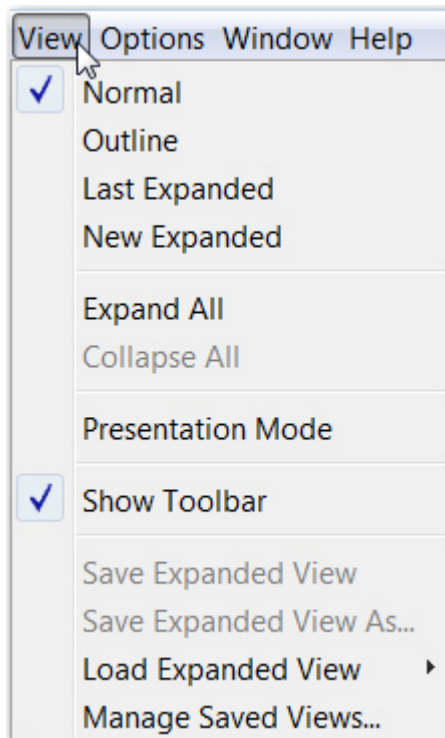 View Options Window Help
Normal
Outline
Last Expanded
New Expanded
Expand All
Collapse All
Presentation Mode
Show Toolbar
Save Expanded View
Save Expanded View As...
Load Expanded View
Manage Saved Views...